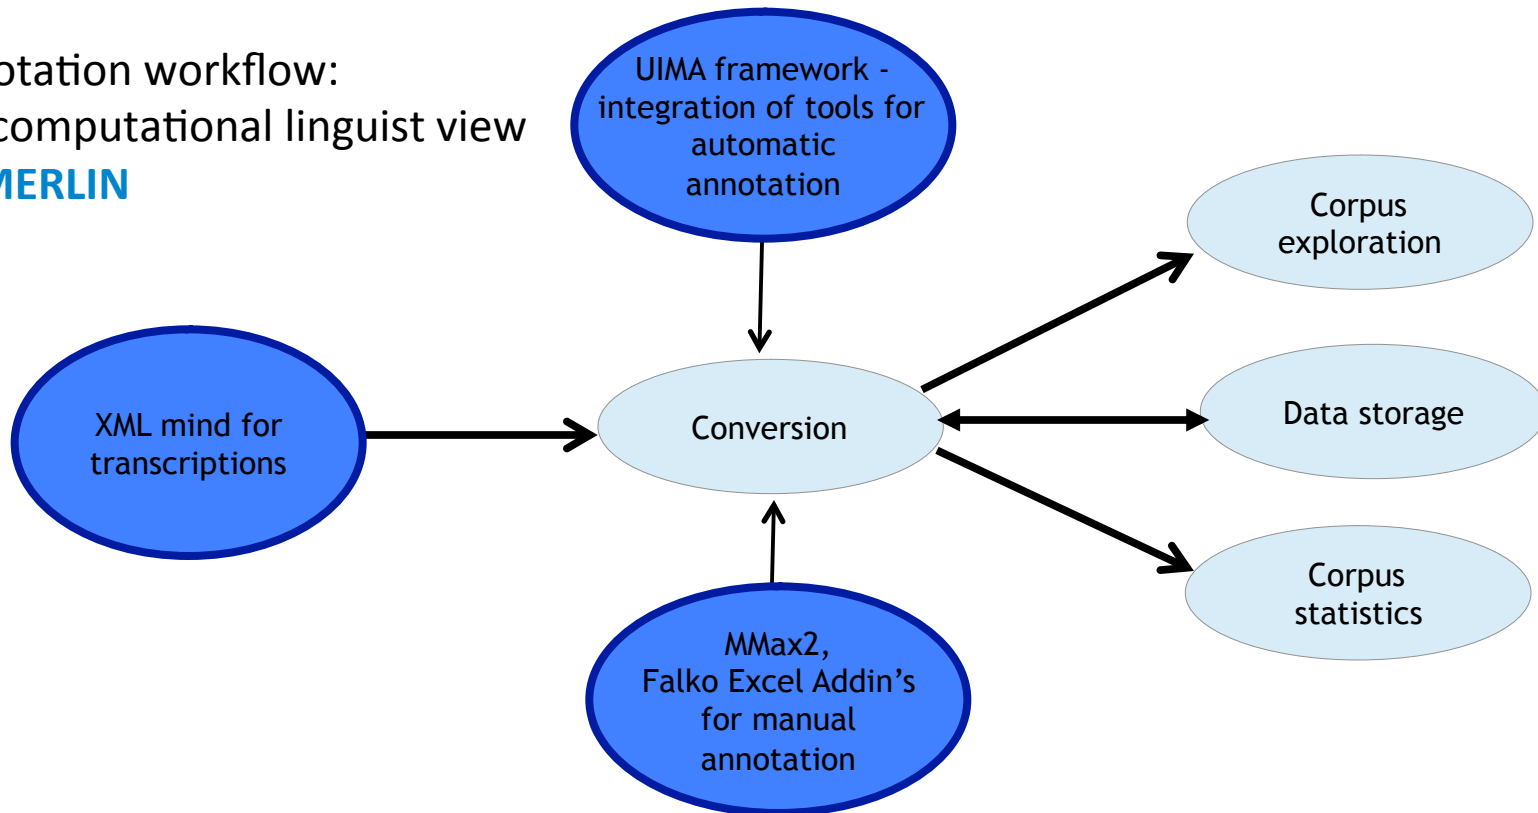 otation workflow:
computational linguist view
MERLIN
UIMA framework -
integration of tools for
automatic
annotation
Corpus
exploration
XML mind for
transcriptions
Conversion
Data storage
Corpus
statistics
MMax2,
Falko Excel Addin’s
for manual
annotation